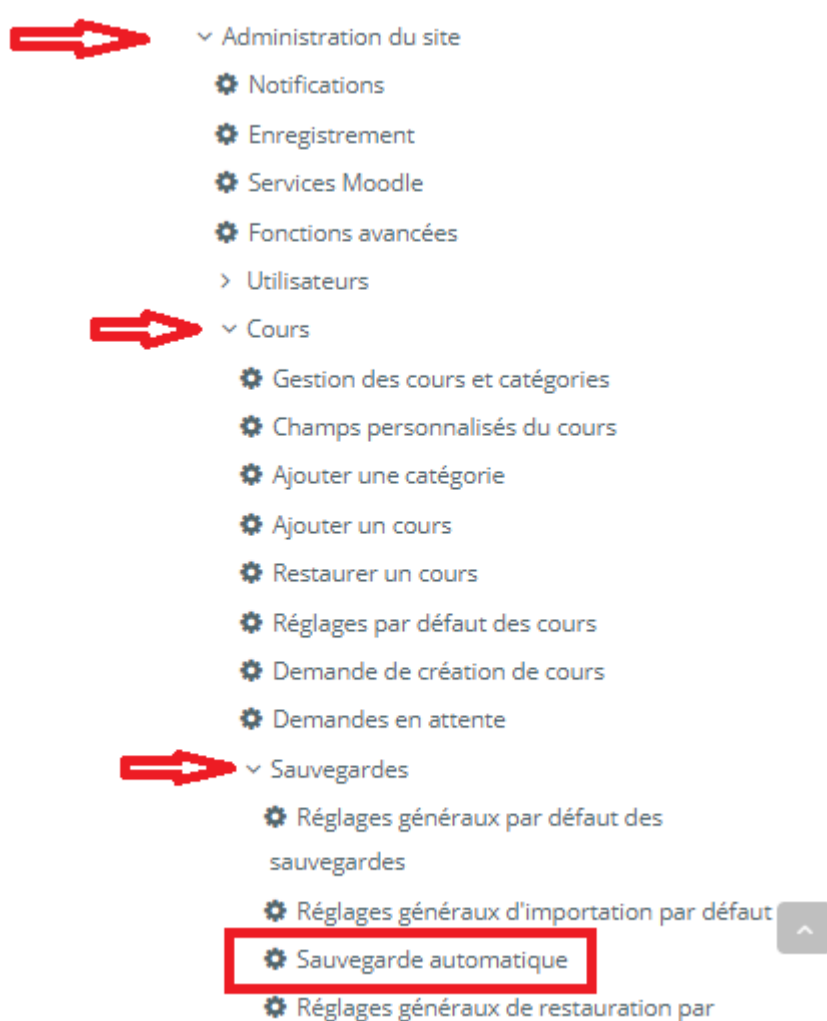 Administration du site
Notifications
Enregistrement
Services Moodle
Fonctions avancées
Utilisateurs
Cours
Gestion des cours et catégories
Champs personnalisés du cours
Ajouter une catégorie
Ajouter un cours
Restaurer un cours
Réglages par défaut des cours
Demande de création de cours
Demandes en attente
Sauvegardes
Réglages généraux par défaut des
sauvegardes
Réglages généraux d'importation par défaut
Sauvegarde automatique
Réglages généraux de restauration par